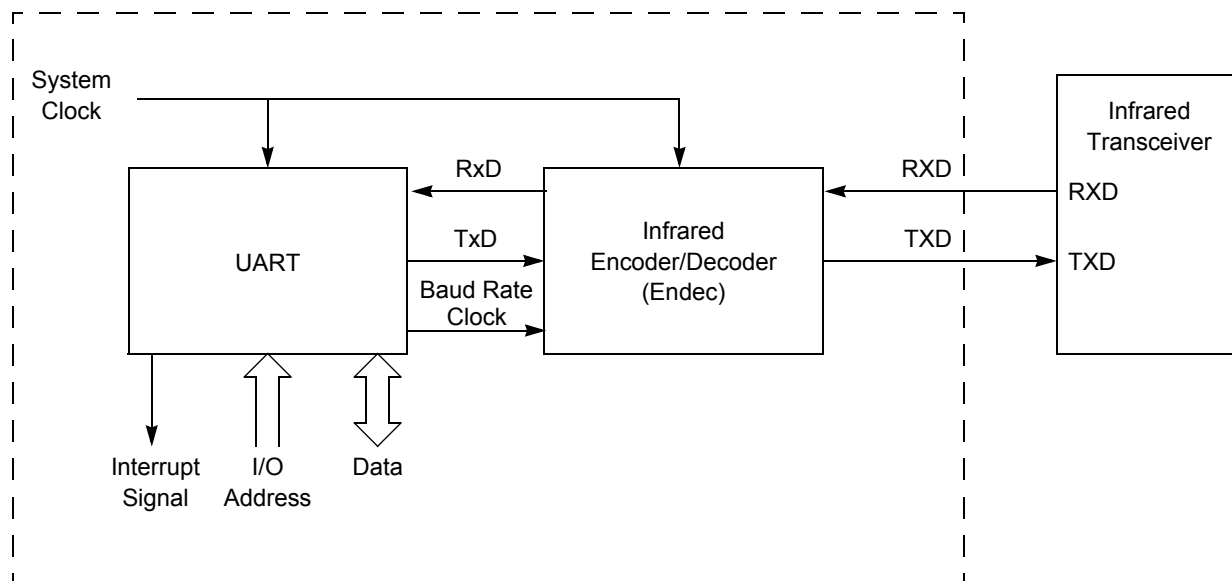 System
Clock
Infrared
Transceiver
RxD
RXD
RXD
TxD
TXD
TXD
UART
Infrared
Encoder/Decoder
(Endec)
Baud Rate
Clock
Interrupt
Signal
I/O
Address
Data